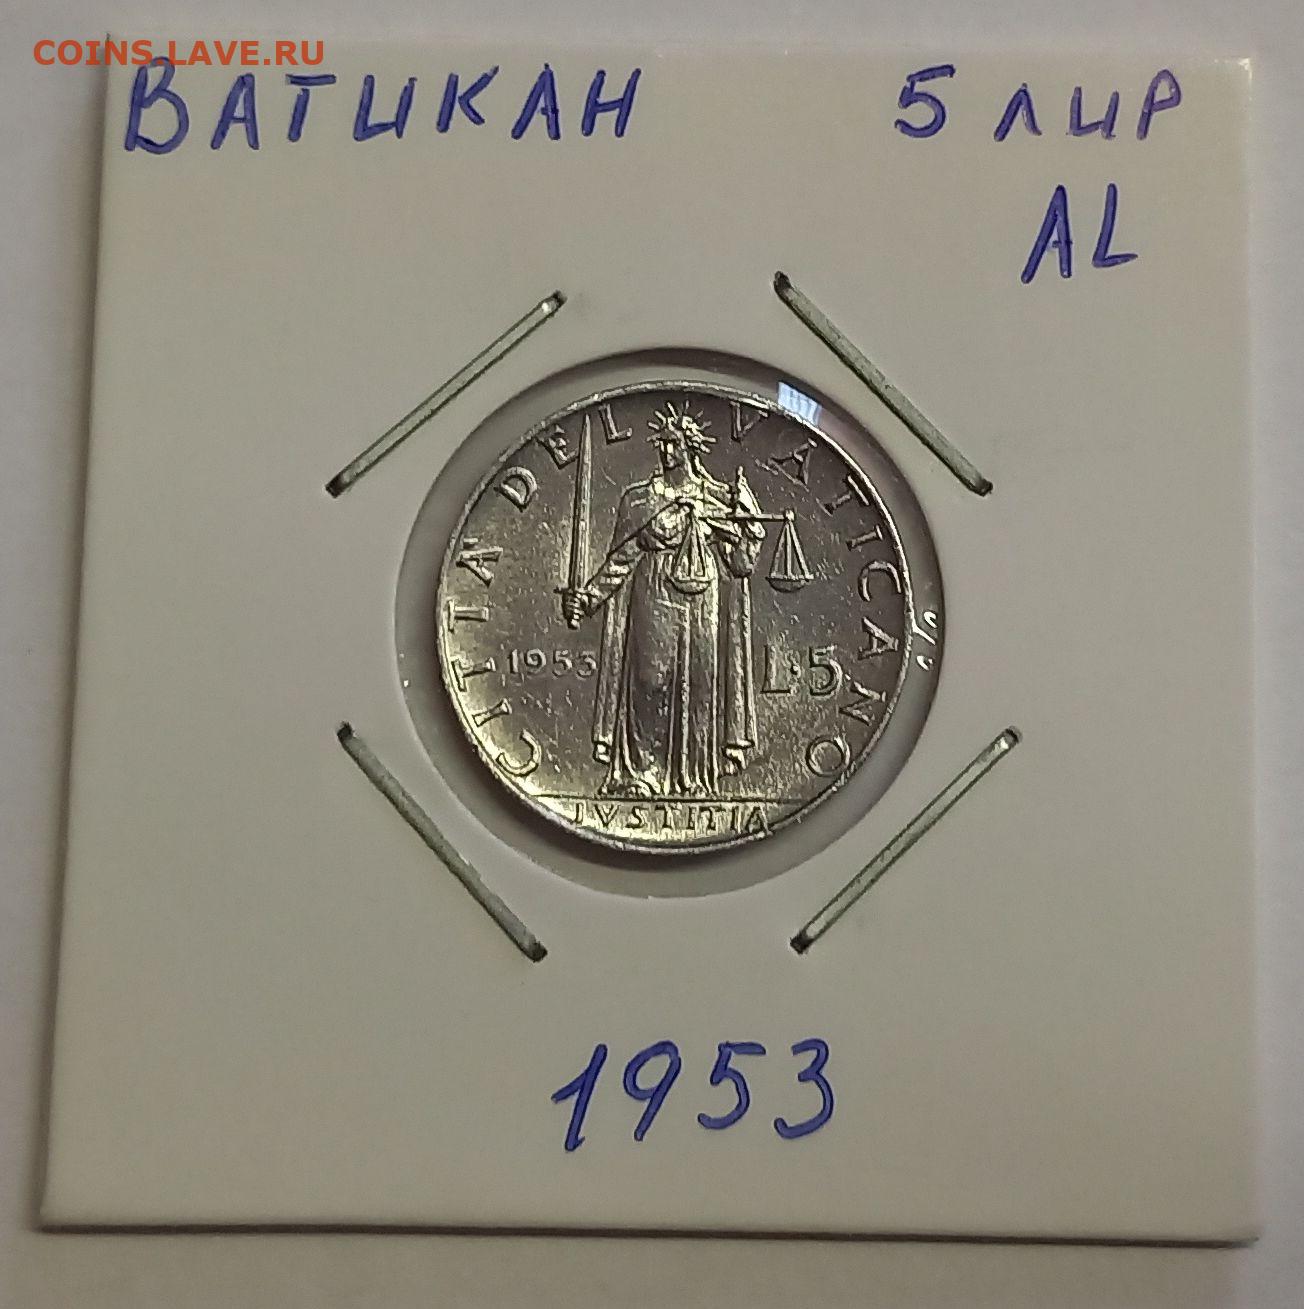 COINS.LAVE.RU
ВАТИКАН 5 ЛИР
AL
CITTA DEL VATICANO
1953 L·5
IVSTITIA
1953